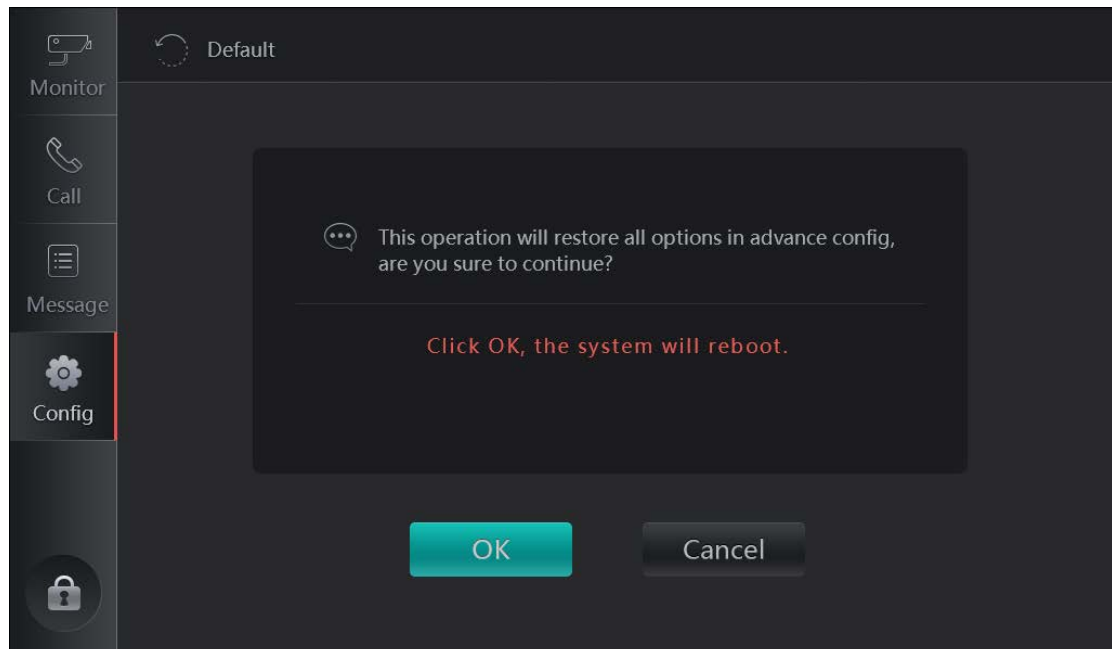 Monitor
Default
Call
Message
Config
This operation will restore all options in advance config,
are you sure to continue?
Click OK, the system will reboot.
OK
Cancel